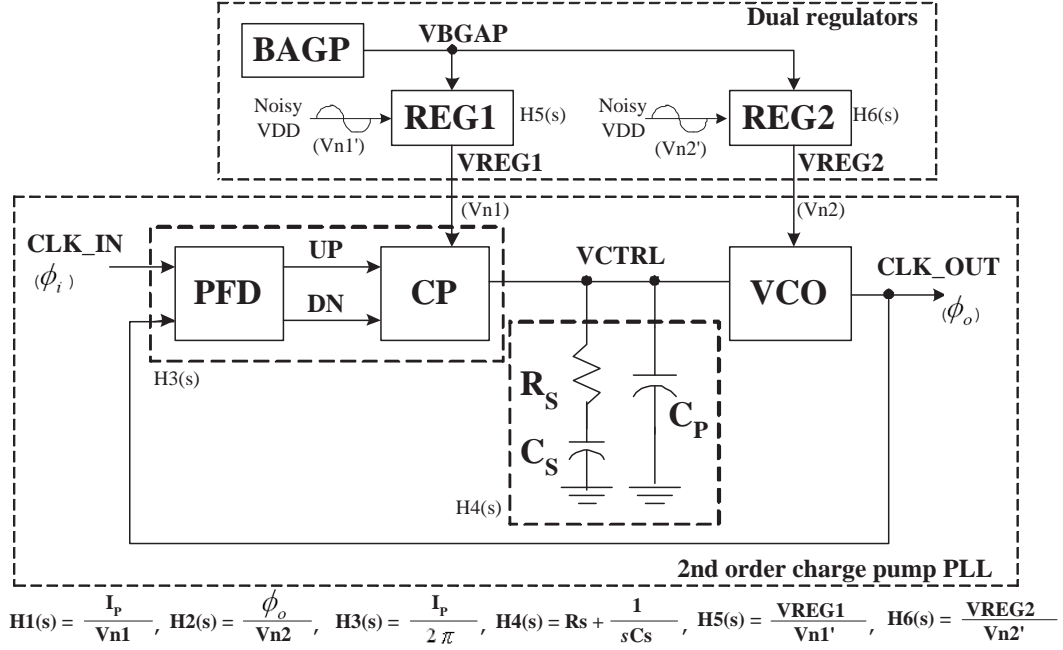 Dual regulators
BAGP
VBGAP
Noisy
VDD
(Vn1')
REG1
H5(s)
Noisy
VDD
(Vn2')
REG2
H6(s)
VREG1
VREG2
(Vn1)
(Vn2)
CLK_IN
(ϕi)
PFD
UP
DN
CP
VCTRL
VCO
CLK_OUT
(ϕo)
H3(s)
RS
CS
CP
H4(s)
2nd order charge pump PLL
H1(s) = IP / Vn1, H2(s) = ϕo / Vn2, H3(s) = IP / 2π, H4(s) = Rs + 1 / sCs, H5(s) = VREG1 / Vn1', H6(s) = VREG2 / Vn2'